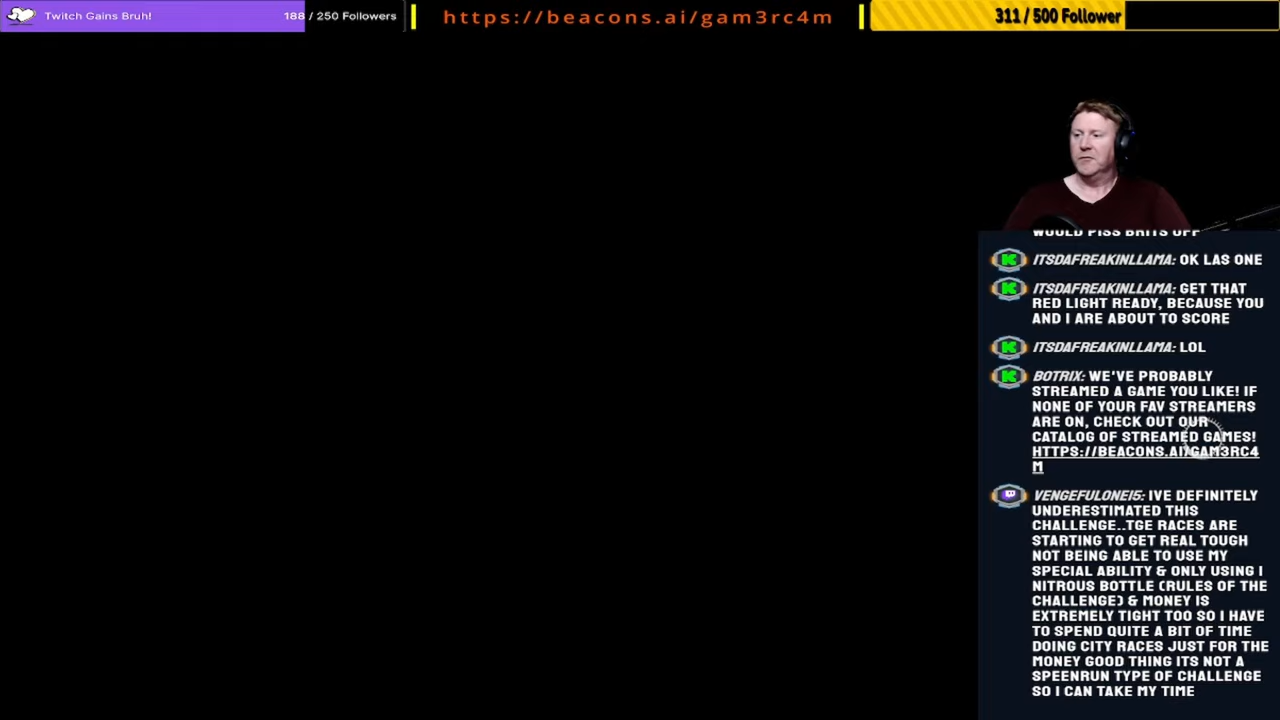 Twitch Gains Bruh!
188 / 250 Followers
https://beacons.ai/gam3rc4m
311 / 500 Follower
WOULD PISS BRITS OFF
ITSDAFREAKINLLAMA: OK LAS ONE
ITSDAFREAKINLLAMA: GET THAT
RED LIGHT READY, BECAUSE YOU
AND I ARE ABOUT TO SCORE
ITSDAFREAKINLLAMA: LOL
BOTRIX: WE'VE PROBABLY
STREAMED A GAME YOU LIKE! IF
NONE OF YOUR FAV STREAMERS
ARE ON, CHECK OUT OUR
CATALOG OF STREAMED GAMES!
HTTPS://BEACONS.AI/GAM3RC4
M
VENGEFULONE15: IVE DEFINITELY
UNDERESTIMATED THIS
CHALLENGE..TGE RACES ARE
STARTING TO GET REAL TOUGH
NOT BEING ABLE TO USE MY
SPECIAL ABILITY & ONLY USING 1
NITROUS BOTTLE (RULES OF THE
CHALLENGE) & MONEY IS
EXTREMELY TIGHT TOO SO I HAVE
TO SPEND QUITE A BIT OF TIME
DOING CITY RACES JUST FOR THE
MONEY GOOD THING ITS NOT A
SPEENRUN TYPE OF CHALLENGE
SO I CAN TAKE MY TIME